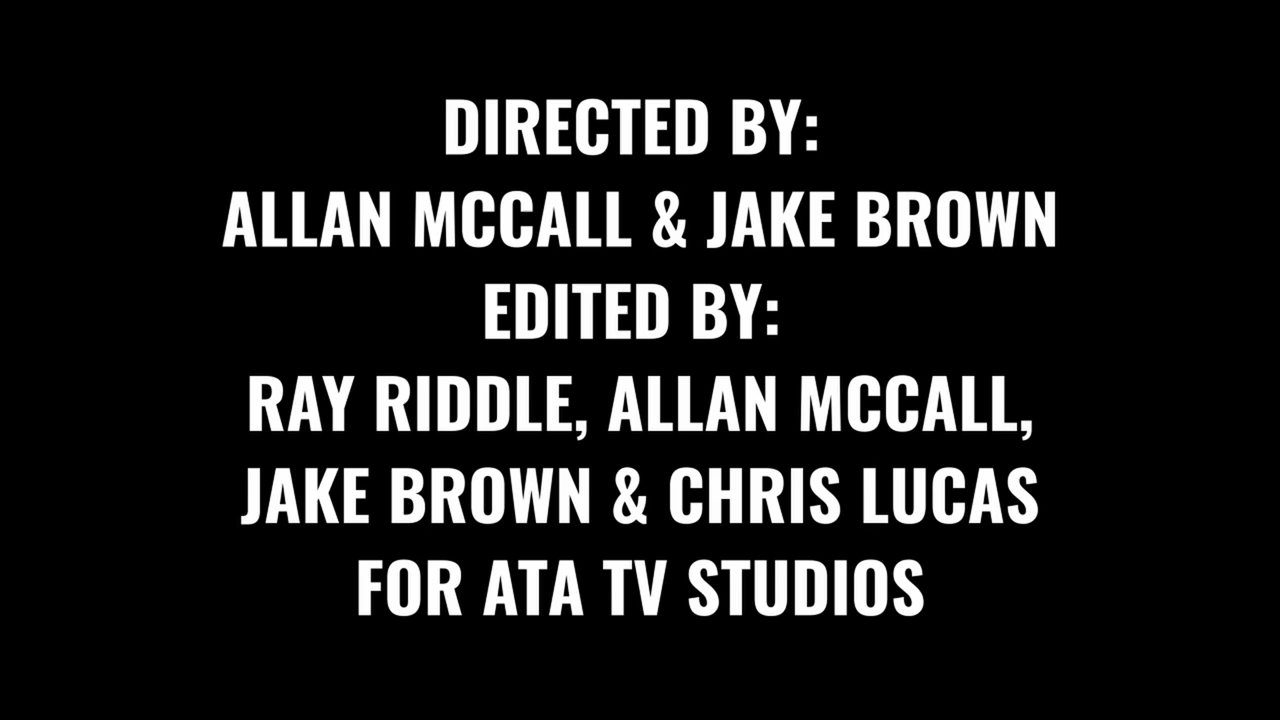 DIRECTED BY:
ALLAN MCCALL & JAKE BROWN
EDITED BY:
RAY RIDDLE, ALLAN MCCALL,
JAKE BROWN & CHRIS LUCAS
FOR ATA TV STUDIOS